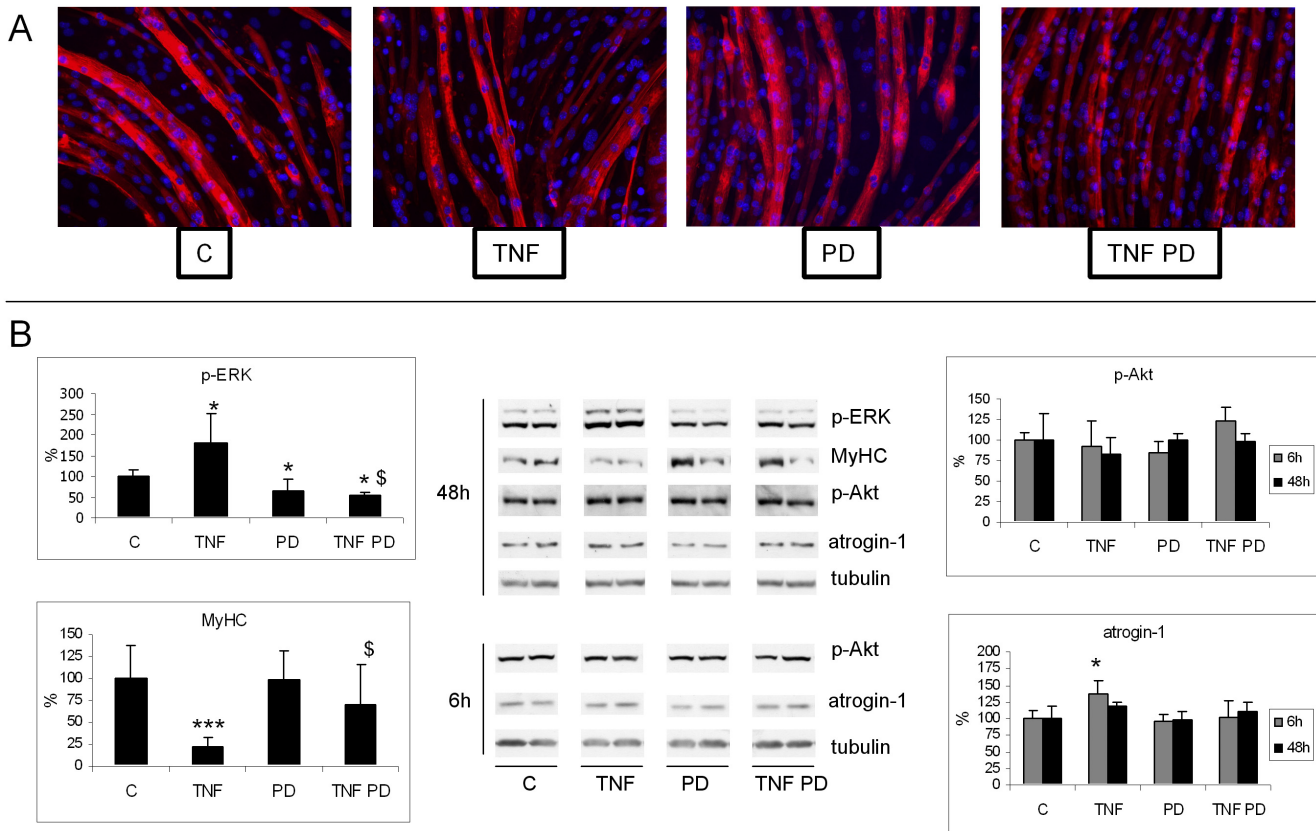 A
C
TNF
PD
TNF PD
B
p-ERK
%
300
250
200
150
100
50
0
*
*
* $
C TNF PD TNF PD
MyHC
%
150
125
100
75
50
25
0
***
$
C TNF PD TNF PD
48h
p-ERK
MyHC
p-Akt
atrogin-1
tubulin
6h
p-Akt
atrogin-1
tubulin
C TNF PD TNF PD
p-Akt
%
150
125
100
75
50
25
0
C TNF PD TNF PD
6h
48h
atrogin-1
%
200
175
150
125
100
75
50
25
0
*
C TNF PD TNF PD
6h
48h